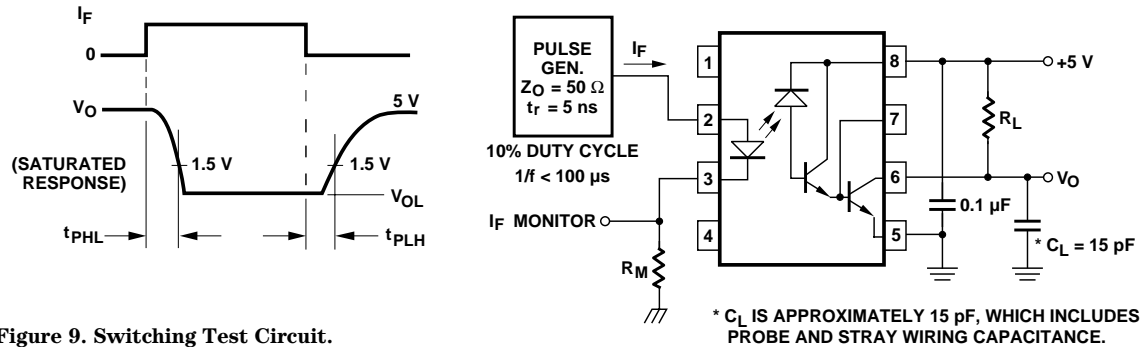 I_F
0
V_O
5 V
(SATURATED
RESPONSE)
1.5 V
1.5 V
V_OL
t_PHL
t_PLH
PULSE
GEN.
Z_O = 50 Ω
t_r = 5 ns
I_F
10% DUTY CYCLE
1/f < 100 µs
I_F MONITOR
R_M
1
2
3
4
8
7
6
5
+5 V
R_L
V_O
0.1 µF
* C_L = 15 pF
* C_L IS APPROXIMATELY 15 pF, WHICH INCLUDES
PROBE AND STRAY WIRING CAPACITANCE.
Figure 9. Switching Test Circuit.